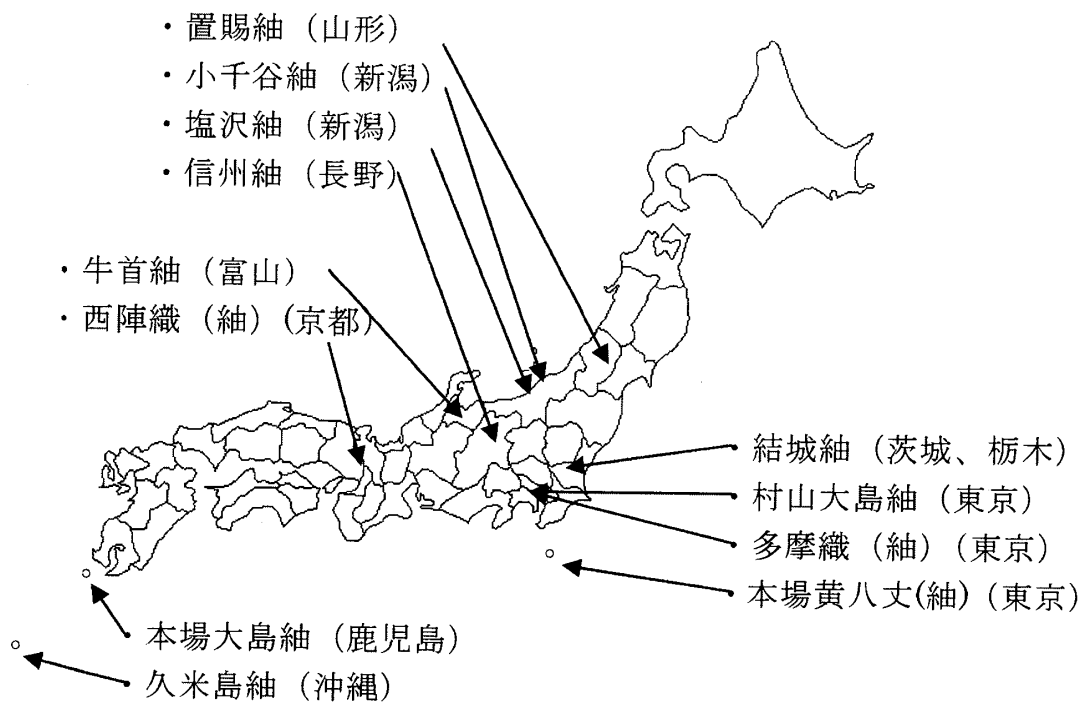 ・置賜紬（山形）
・小千谷紬（新潟）
・塩沢紬（新潟）
・信州紬（長野）
・牛首紬（富山）
・西陣織（紬）(京都）
・結城紬（茨城、栃木）
・村山大島紬（東京）
・多摩織（紬）（東京）
・本場黄八丈(紬)（東京）
・本場大島紬（鹿児島）
・久米島紬（沖縄）